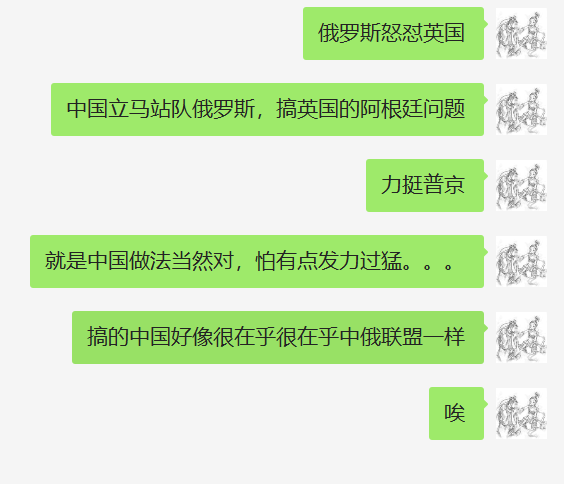 俄罗斯怒怼英国
中国立马站队俄罗斯，搞英国的阿根廷问题
力挺普京
就是中国做法当然对，怕有点发力过猛。。。
搞的中国好像很在乎很在乎中俄联盟一样
唉